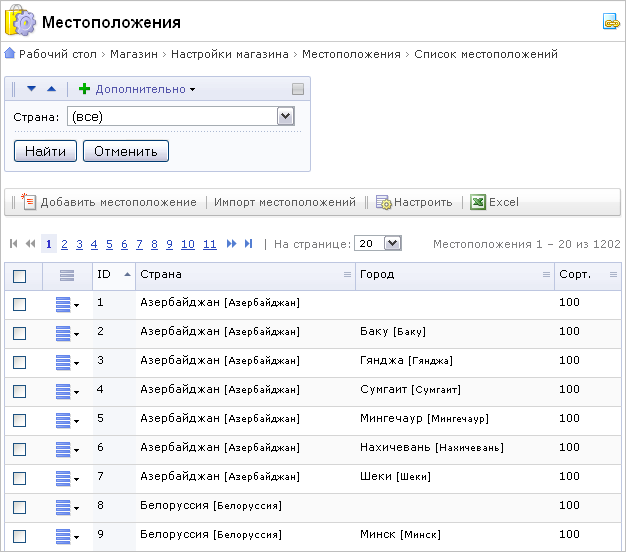 Местоположения
Рабочий стол › Магазин › Настройки магазина › Местоположения › Список местоположений
Дополнительно
Страна: (все)
Найти Отменить
Добавить местоположение Импорт местоположений Настроить Excel
1 2 3 4 5 6 7 8 9 10 11 На странице: 20 Местоположения 1 – 20 из 1202
ID Страна Город Сорт.
1 Азербайджан [Азербайджан] 100
2 Азербайджан [Азербайджан] Баку [Баку] 100
3 Азербайджан [Азербайджан] Гянджа [Гянджа] 100
4 Азербайджан [Азербайджан] Сумгаит [Сумгаит] 100
5 Азербайджан [Азербайджан] Мингечаур [Мингечаур] 100
6 Азербайджан [Азербайджан] Нахичевань [Нахичевань] 100
7 Азербайджан [Азербайджан] Шеки [Шеки] 100
8 Белоруссия [Белоруссия] 100
9 Белоруссия [Белоруссия] Минск [Минск] 100